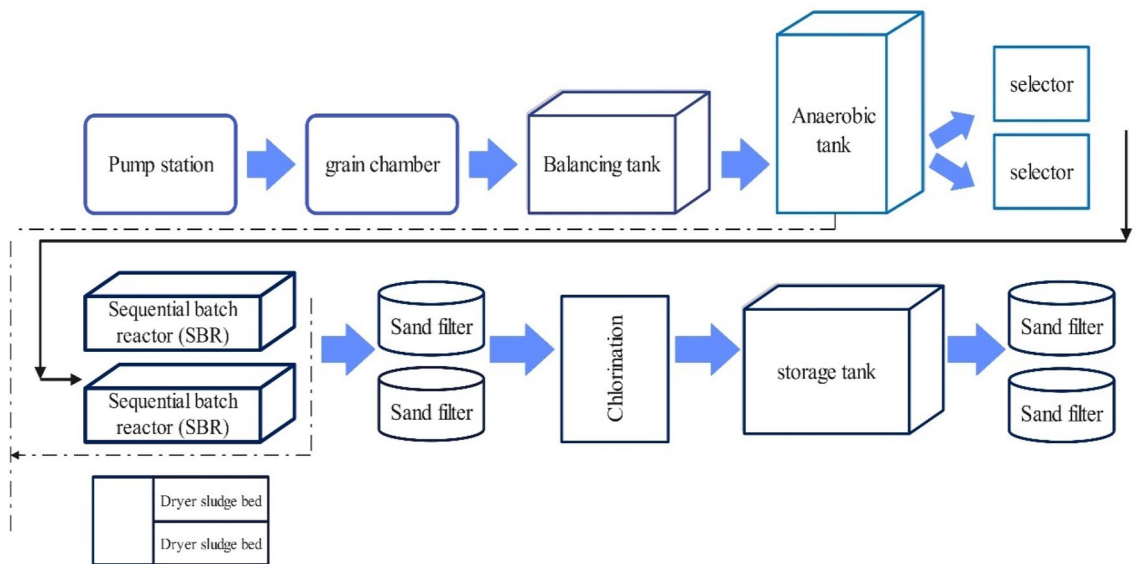 Pump station
grain chamber
Balancing tank
Anaerobic
tank
selector
selector
Sequential batch
reactor (SBR)
Sequential batch
reactor (SBR)
Sand filter
Sand filter
Chlorination
storage tank
Sand filter
Sand filter
Dryer sludge bed
Dryer sludge bed